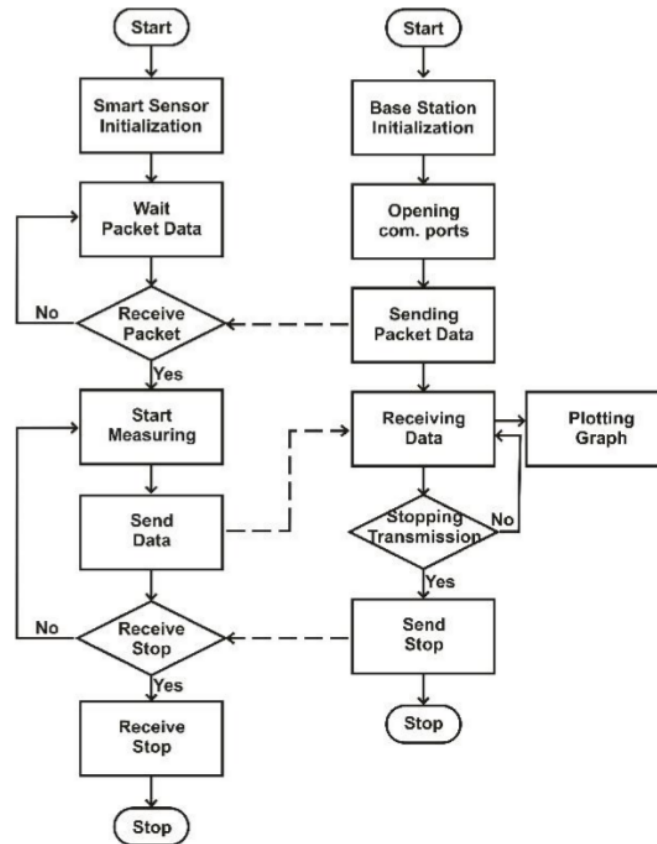 Start
Smart Sensor
Initialization
Wait
Packet Data
No
Receive
Packet
Yes
Start
Measuring
Send
Data
No
Receive
Stop
Yes
Receive
Stop
Stop
Start
Base Station
Initialization
Opening
com. ports
Sending
Packet Data
Receiving
Data
Plotting
Graph
Stopping
Transmission
No
Yes
Send
Stop
Stop